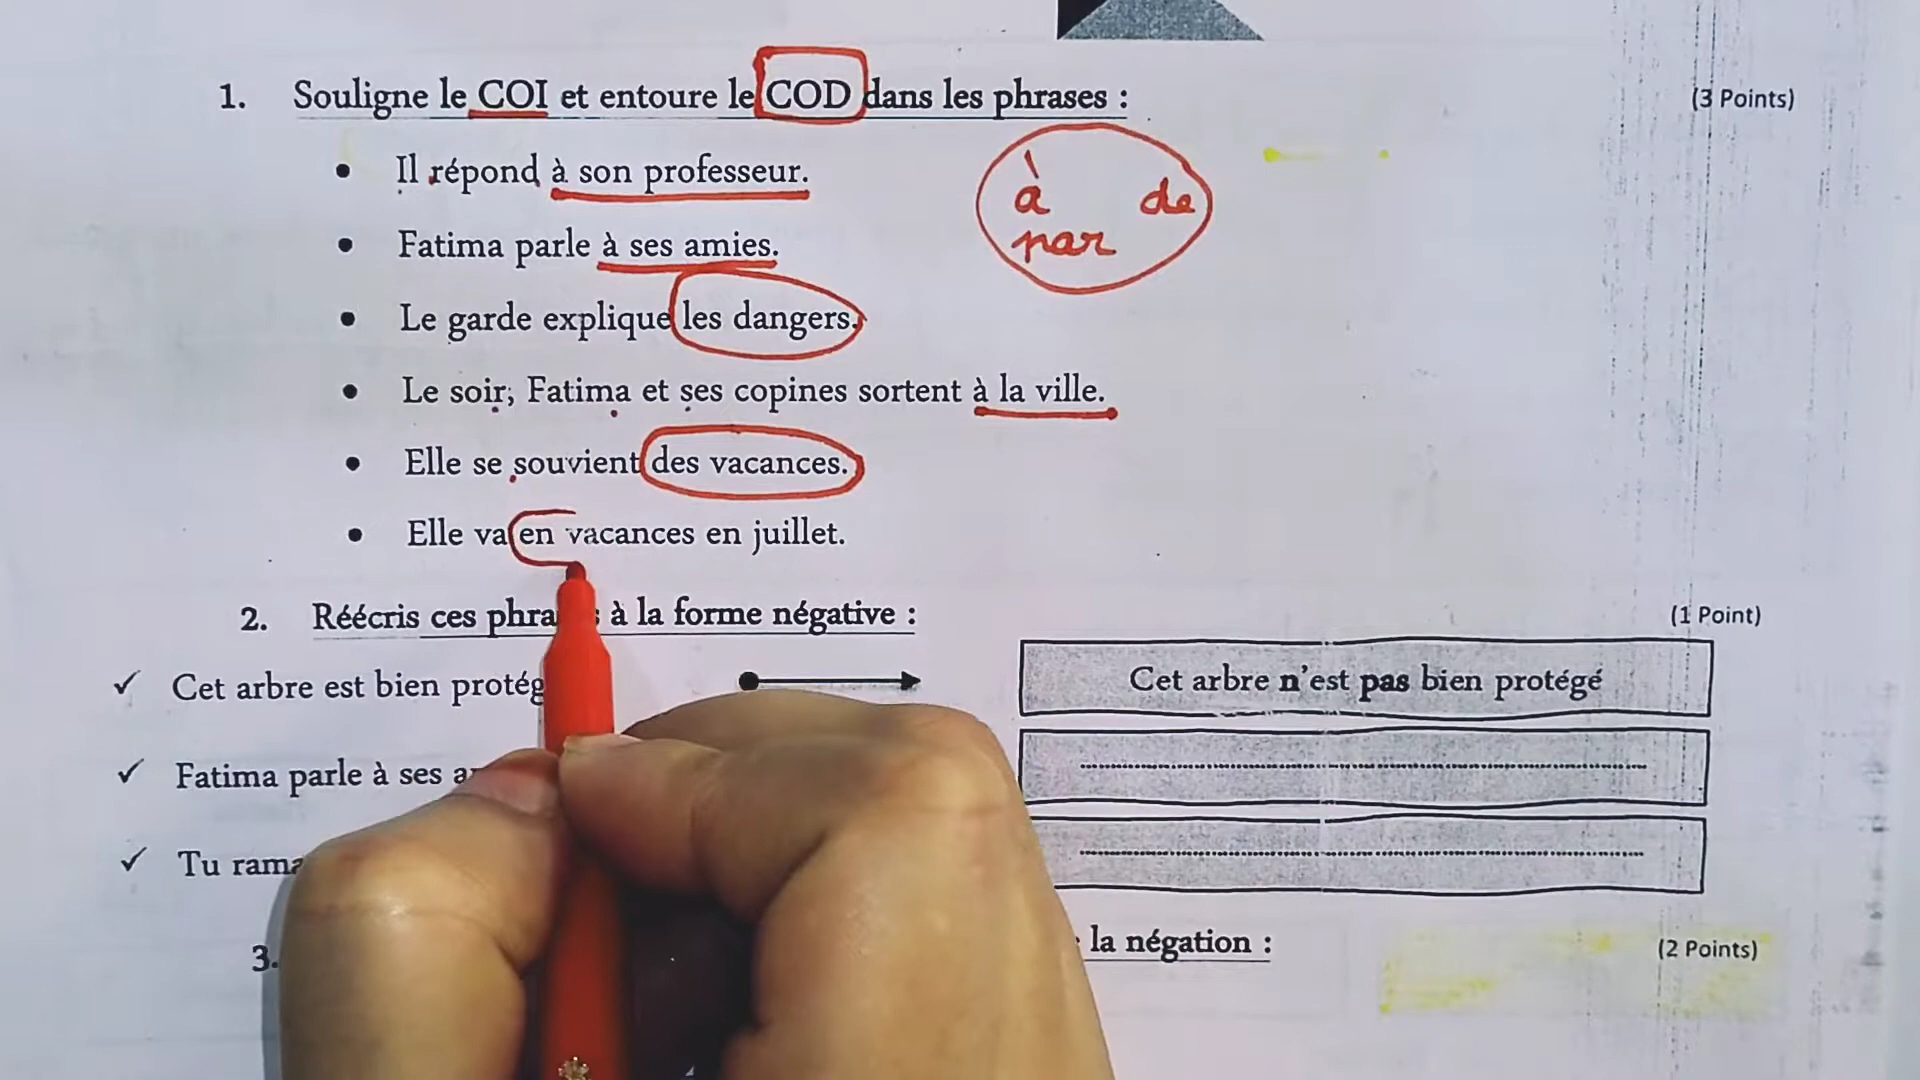 1. Souligne le COI et entoure le COD dans les phrases : (3 Points)
• Il répond à son professeur.
• Fatima parle à ses amies.
• Le garde explique les dangers.
• Le soir, Fatima et ses copines sortent à la ville.
• Elle se souvient des vacances.
• Elle va en vacances en juillet.
à de
par
2. Réécris ces à la forme négative : (1 Point)
✓ Cet arbre est bien
Cet arbre n'est pas bien protégé
✓ Fatima parle à ses
✓ Tu
3. la négation : (2 Points)